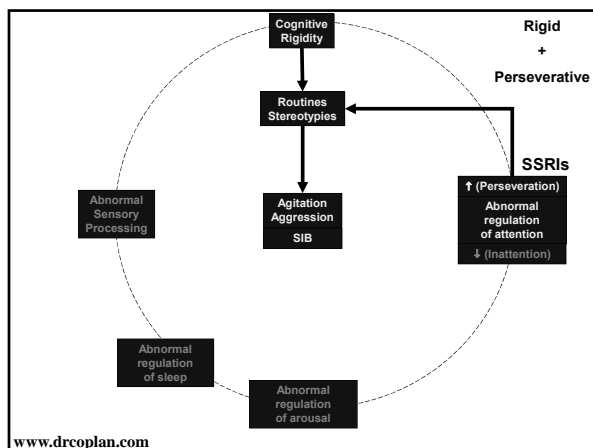 Cognitive
Rigidity
Rigid
+
Perseverative
Routines
Stereotypies
SSRIs
↑ (Perseveration)
Abnormal
regulation
of attention
↓ (Inattention)
Abnormal
Sensory
Processing
Agitation
Aggression
SIB
Abnormal
regulation
of sleep
Abnormal
regulation
of arousal
www.drcoplan.com